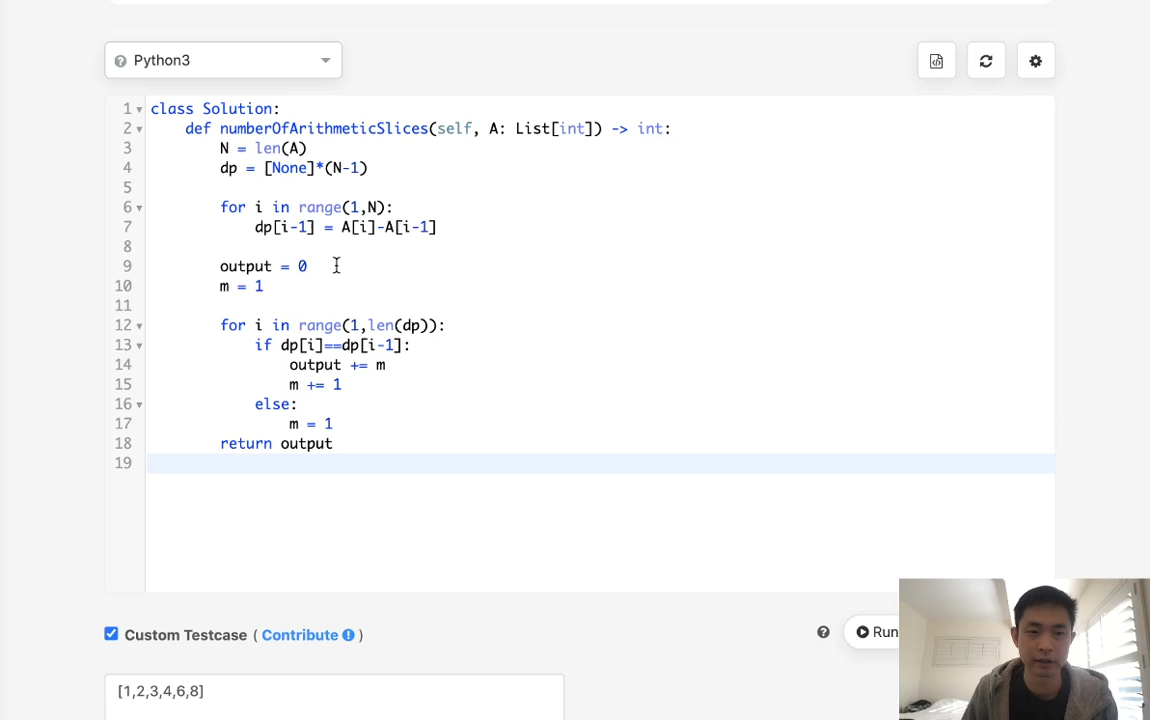 Python3
1 class Solution:
2 def numberOfArithmeticSlices(self, A: List[int]) -> int:
3 N = len(A)
4 dp = [None]*(N-1)
5
6 for i in range(1,N):
7 dp[i-1] = A[i]-A[i-1]
8
9 output = 0
10 m = 1
11
12 for i in range(1,len(dp)):
13 if dp[i]==dp[i-1]:
14 output += m
15 m += 1
16 else:
17 m = 1
18 return output
19
Custom Testcase ( Contribute )
Run
[1,2,3,4,6,8]